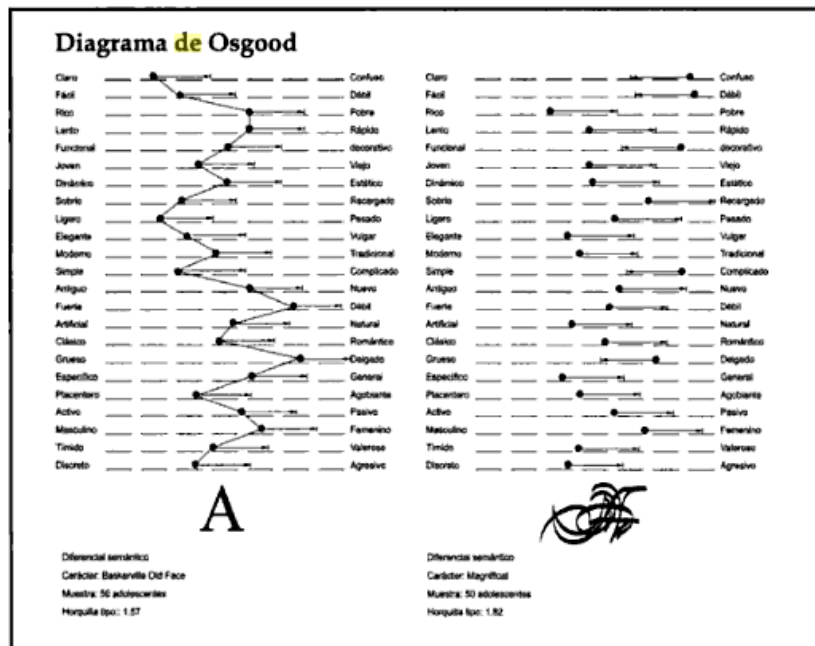 Diagrama de Osgood
Claro Confuso
Fácil Débil
Rico Pobre
Lento Rápido
Funcional decorativo
Joven Viejo
Dinámico Estático
Sobrio Recargado
Ligero Pesado
Elegante Vulgar
Moderno Tradicional
Simple Complicado
Antiguo Nuevo
Fuerte Débil
Artificial Natural
Clásico Romántico
Grueso Delgado
Específico General
Placentero Agobiante
Activo Pasivo
Masculino Femenino
Tímido Valeroso
Discreto Agresivo
A
Diferencial semántico
Carácter: Baskerville Old Face
Muestra: 50 adolescentes
Horquilla tipo:: 1.57
Claro Confuso
Fácil Débil
Rico Pobre
Lento Rápido
Funcional decorativo
Joven Viejo
Dinámico Estático
Sobrio Recargado
Ligero Pesado
Elegante Vulgar
Moderno Tradicional
Simple Complicado
Antiguo Nuevo
Fuerte Débil
Artificial Natural
Clásico Romántico
Grueso Delgado
Específico General
Placentero Agobiante
Activo Pasivo
Masculino Femenino
Tímido Valeroso
Discreto Agresivo
Diferencial semántico
Carácter: Magnificat
Muestra: 50 adolescentes
Horquilla tipo: 1.82